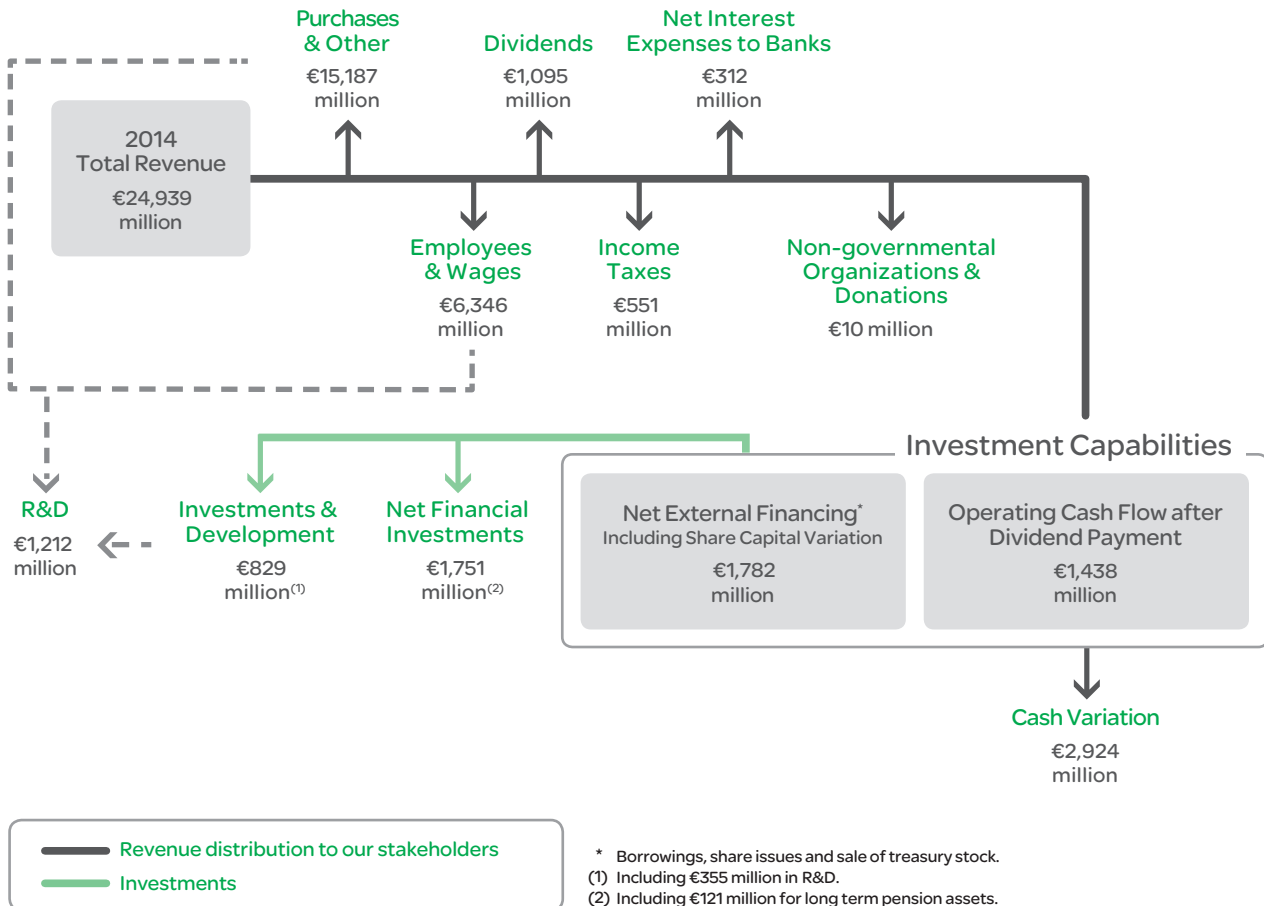 Purchases
& Other
€15,187
million
Dividends
€1,095
million
Net Interest
Expenses to Banks
€312
million
2014
Total Revenue
€24,939
million
Employees
& Wages
€6,346
million
Income
Taxes
€551
million
Non-governmental
Organizations &
Donations
€10 million
R&D
€1,212
million
Investments &
Development
€829
million(1)
Net Financial
Investments
€1,751
million(2)
Investment Capabilities
Net External Financing*
Including Share Capital Variation
€1,782
million
Operating Cash Flow after
Dividend Payment
€1,438
million
Cash Variation
€2,924
million
Revenue distribution to our stakeholders
Investments
* Borrowings, share issues and sale of treasury stock.
(1) Including €355 million in R&D.
(2) Including €121 million for long term pension assets.